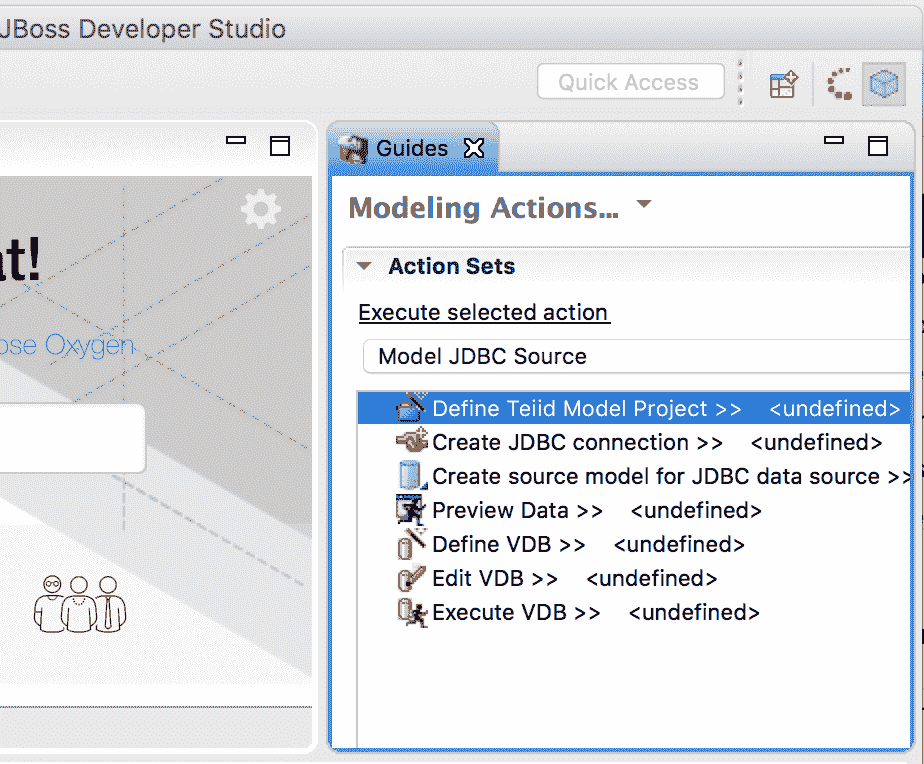 JBoss Developer Studio
Quick Access
Guides
at!
ose Oxygen
Modeling Actions...
Action Sets
Execute selected action
Model JDBC Source
Define Teiid Model Project >> <undefined>
Create JDBC connection >> <undefined>
Create source model for JDBC data source >>
Preview Data >> <undefined>
Define VDB >> <undefined>
Edit VDB >> <undefined>
Execute VDB >> <undefined>